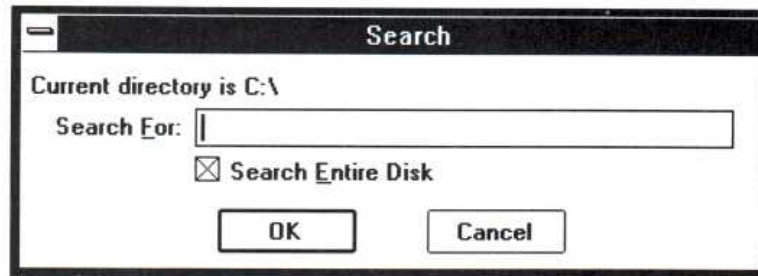 Search
Current directory is C:\
Search For:
Search Entire Disk
OK
Cancel